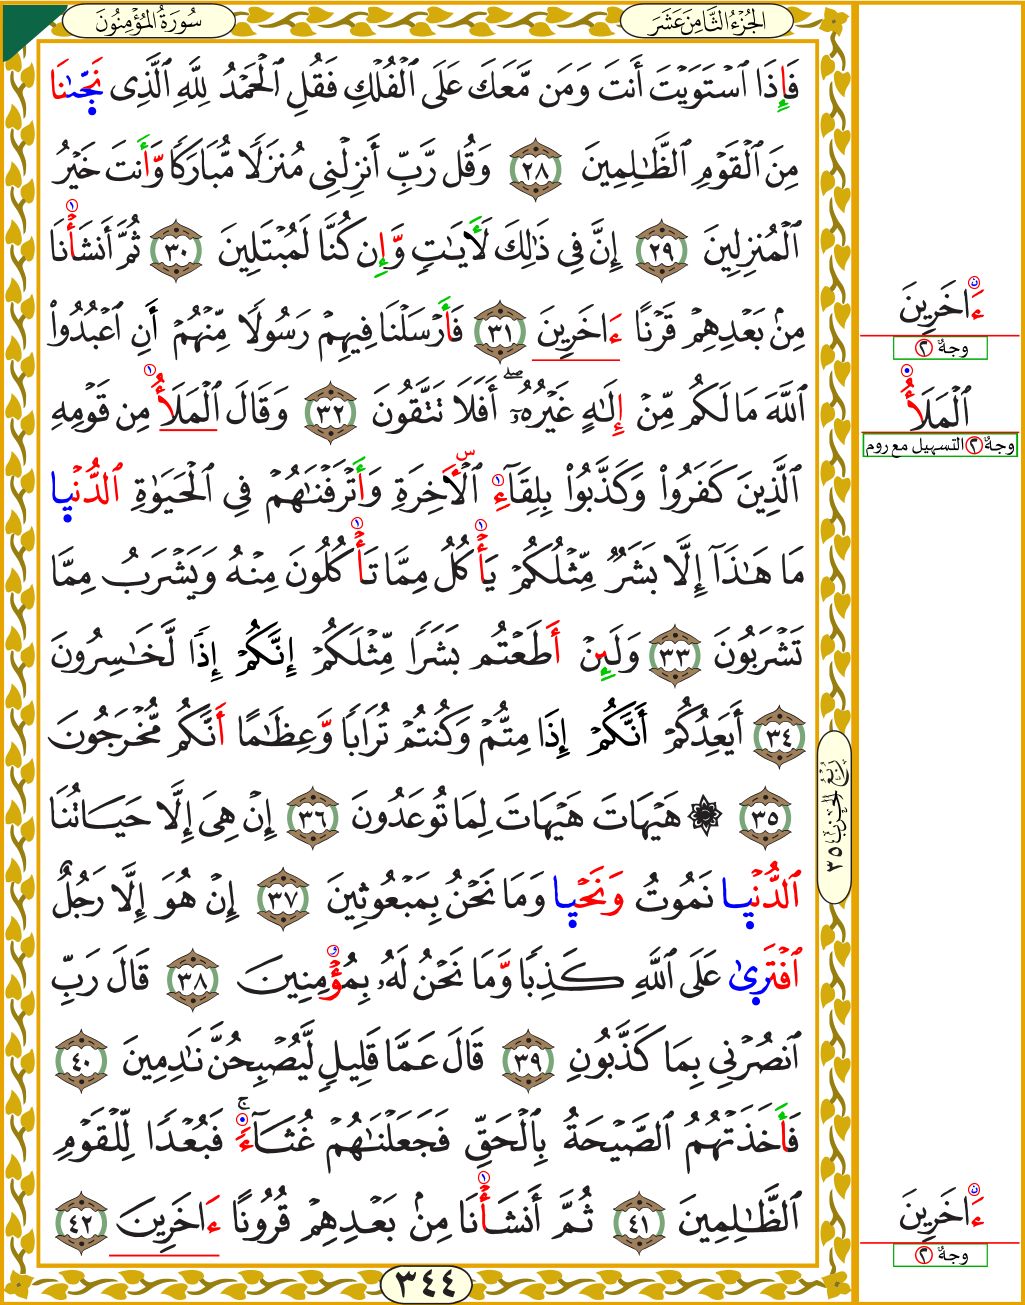 الجُزْءُ الثَّامِنَ عَشَرَ
سُورَةُ المُؤْمِنُونَ
فَإِذَا ٱسْتَوَيْتَ أَنتَ وَمَن مَّعَكَ عَلَى ٱلْفُلْكِ فَقُلِ ٱلْحَمْدُ لِلَّهِ ٱلَّذِى نَجَّىٰنَا
مِنَ ٱلْقَوْمِ ٱلظَّٰلِمِينَ ٢٨ وَقُل رَّبِّ أَنزِلْنِى مُنزَلًا مُّبَارَكًا وَّأَنتَ خَيْرُ
ٱلْمُنزِلِينَ ٢٩ إِنَّ فِى ذَٰلِكَ لَأَيَٰتٍ وَّإِن كُنَّا لَمُبْتَلِينَ ٣٠ ثُمَّ أَنشَأْنَا
مِنۢ بَعْدِهِمْ قَرْنًا ءَاخَرِينَ ٣١ فَأَرْسَلْنَا فِيهِمْ رَسُولًا مِّنْهُمْ أَنِ ٱعْبُدُوا۟
ٱللَّهَ مَا لَكُم مِّنْ إِلَٰهٍ غَيْرُهُۥٓ ۖ أَفَلَا تَتَّقُونَ ٣٢ وَقَالَ ٱلْمَلَأُ مِن قَوْمِهِ
ٱلَّذِينَ كَفَرُوا۟ وَكَذَّبُوا۟ بِلِقَآءِ ٱلْأَخِرَةِ وَأَتْرَفْنَٰهُمْ فِى ٱلْحَيَوٰةِ ٱلدُّنْيَا
مَا هَٰذَآ إِلَّا بَشَرٌ مِّثْلُكُمْ يَأْكُلُ مِمَّا تَأْكُلُونَ مِنْهُ وَيَشْرَبُ مِمَّا
تَشْرَبُونَ ٣٣ وَلَئِنْ أَطَعْتُم بَشَرًا مِّثْلَكُمْ إِنَّكُمْ إِذًا لَّخَٰسِرُونَ
٣٤ أَيَعِدُكُمْ أَنَّكُمْ إِذَا مِتُّمْ وَكُنتُمْ تُرَابًا وَّعِظَٰمًا أَنَّكُم مُّخْرَجُونَ
٣٥ ۞ هَيْهَاتَ هَيْهَاتَ لِمَا تُوعَدُونَ ٣٦ إِنْ هِىَ إِلَّا حَيَاتُنَا
ٱلدُّنْيَا نَمُوتُ وَنَحْيَا وَمَا نَحْنُ بِمَبْعُوثِينَ ٣٧ إِنْ هُوَ إِلَّا رَجُلٌ
ٱفْتَرَىٰ عَلَى ٱللَّهِ كَذِبًا وَّمَا نَحْنُ لَهُۥ بِمُؤْمِنِينَ ٣٨ قَالَ رَبِّ
ٱنصُرْنِى بِمَا كَذَّبُونِ ٣٩ قَالَ عَمَّا قَلِيلٍ لَّيُصْبِحُنَّ نَٰدِمِينَ ٤٠
فَأَخَذَتْهُمُ ٱلصَّيْحَةُ بِٱلْحَقِّ فَجَعَلْنَٰهُمْ غُثَآءً ۚ فَبُعْدًا لِّلْقَوْمِ
ٱلظَّٰلِمِينَ ٤١ ثُمَّ أَنشَأْنَا مِنۢ بَعْدِهِمْ قُرُونًا ءَاخَرِينَ ٤٢
رُبْعُ الحِزْب ٣٥
ءَاخَرِينَ
وجهٌ ٢
ٱلْمَلَأُ
وجهٌ ٢ التسهيل مع روم
ءَاخَرِينَ
وجهٌ ٢
٣٤٤